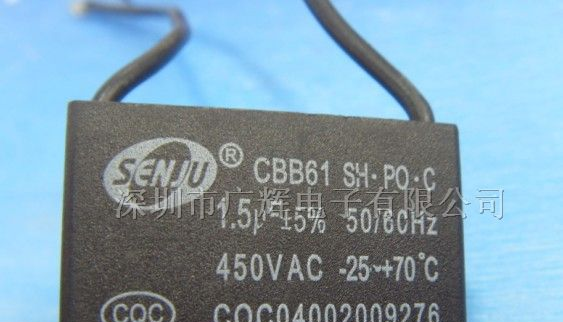 SENJU® CBB61 SH·PO·C
深圳市广辉电子有限公司
1.5μ ±5% 50/60Hz
450VAC -25~+70°C
CQC CQC04002009276